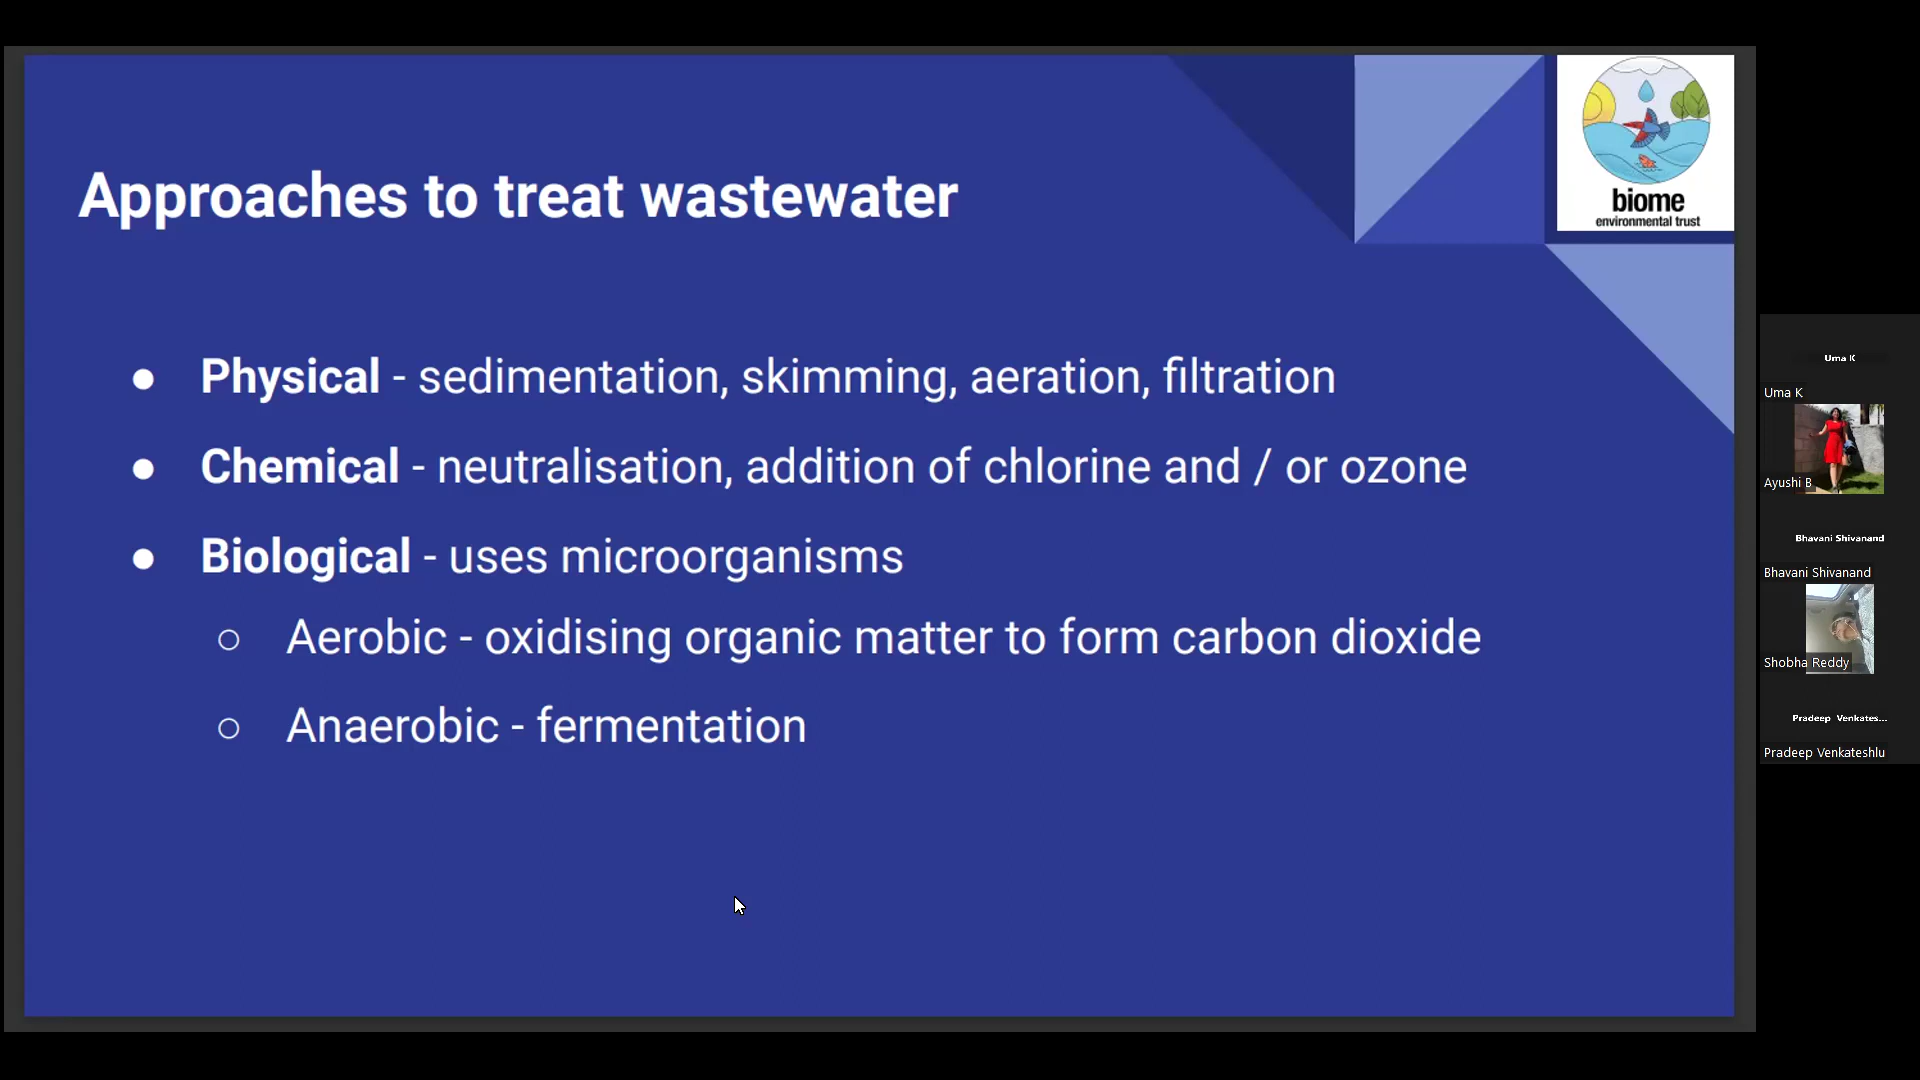 Approaches to treat wastewater
biome
environmental trust
● Physical - sedimentation, skimming, aeration, filtration
● Chemical - neutralisation, addition of chlorine and / or ozone
● Biological - uses microorganisms
○ Aerobic - oxidising organic matter to form carbon dioxide
○ Anaerobic - fermentation
Uma K
Uma K
Ayushi B
Bhavani Shivanand
Bhavani Shivanand
Shobha Reddy
Pradeep Venkates...
Pradeep Venkateshlu